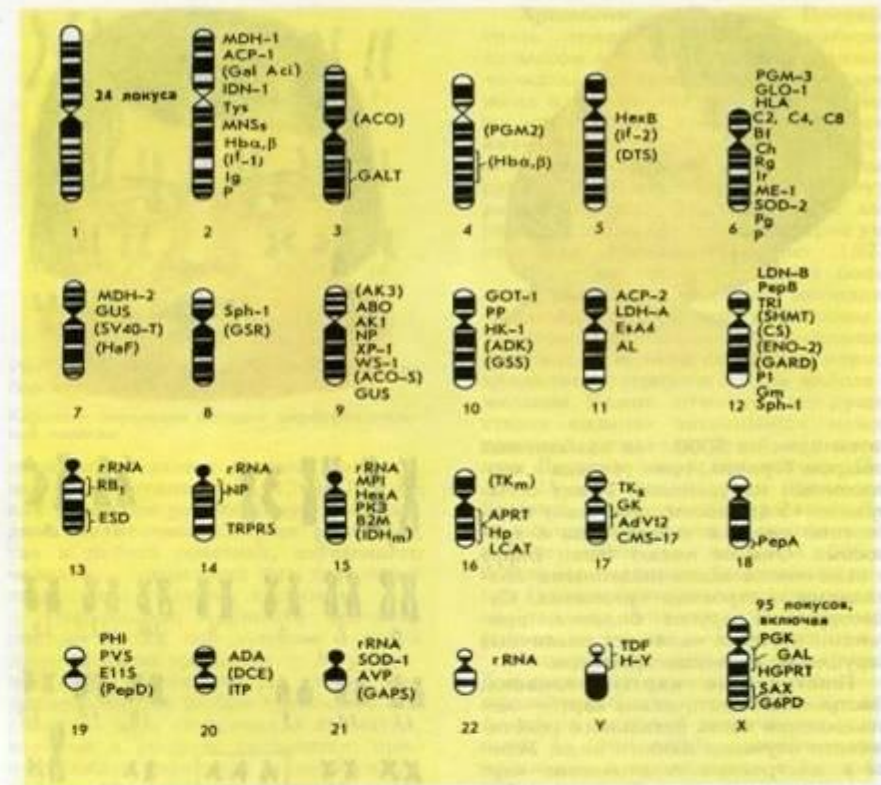 24 локуса
1
MDH-1
ACP-1
(Gal Aci)
IDN-1
Tys
MNSs
Hbα,β
(If-1)
Ig
P
2
(ACO)
GALT
3
(PGM2)
(Hbα,β)
4
HexB
(If-2)
(DTS)
5
PGM-3
GLO-1
HLA
C2, C4, C8
Bf
Ch
Rg
Ir
ME-1
SOD-2
Pg
P
6
MDH-2
GUS
(SV40-T)
(HaF)
7
Sph-1
(GSR)
8
(AK3)
ABO
AK1
NP
XP-1
WS-1
(ACO-S)
GUS
9
GOT-1
PP
HK-1
(ADK)
(GSS)
10
ACP-2
LDH-A
EsA4
AL
11
LDN-B
PepB
TRI
(SHMT)
(CS)
(ENO-2)
(GARD)
P1
Gm
Sph-1
12
rRNA
RB1
ESD
13
rRNA
NP
TRPRS
14
rRNA
MPI
HexA
PK3
B2M
(IDHm)
15
(TKm)
APRT
Hp
LCAT
16
TKs
GK
AdV12
CMS-17
17
PepA
18
PHI
PVS
E11S
(PepD)
19
ADA
(DCE)
ITP
20
rRNA
SOD-1
AVP
(GAPS)
21
rRNA
22
TDF
H-Y
Y
95 локусов,
включая
PGK
GAL
HGPRT
SAX
G6PD
X